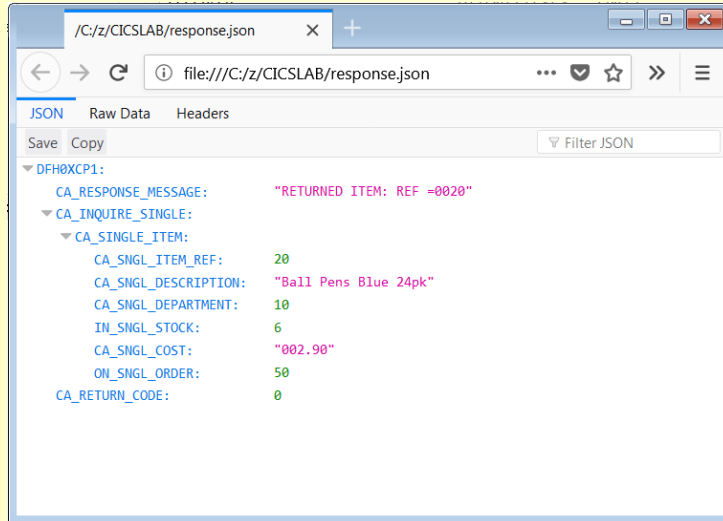 /C:/z/CICSLAB/response.json
file:///C:/z/CICSLAB/response.json
JSON Raw Data Headers
Save Copy Filter JSON
DFH0XCP1:
CA_RESPONSE_MESSAGE: "RETURNED ITEM: REF =0020"
CA_INQUIRE_SINGLE:
CA_SINGLE_ITEM:
CA_SNGL_ITEM_REF: 20
CA_SNGL_DESCRIPTION: "Ball Pens Blue 24pk"
CA_SNGL_DEPARTMENT: 10
IN_SNGL_STOCK: 6
CA_SNGL_COST: "002.90"
ON_SNGL_ORDER: 50
CA_RETURN_CODE: 0